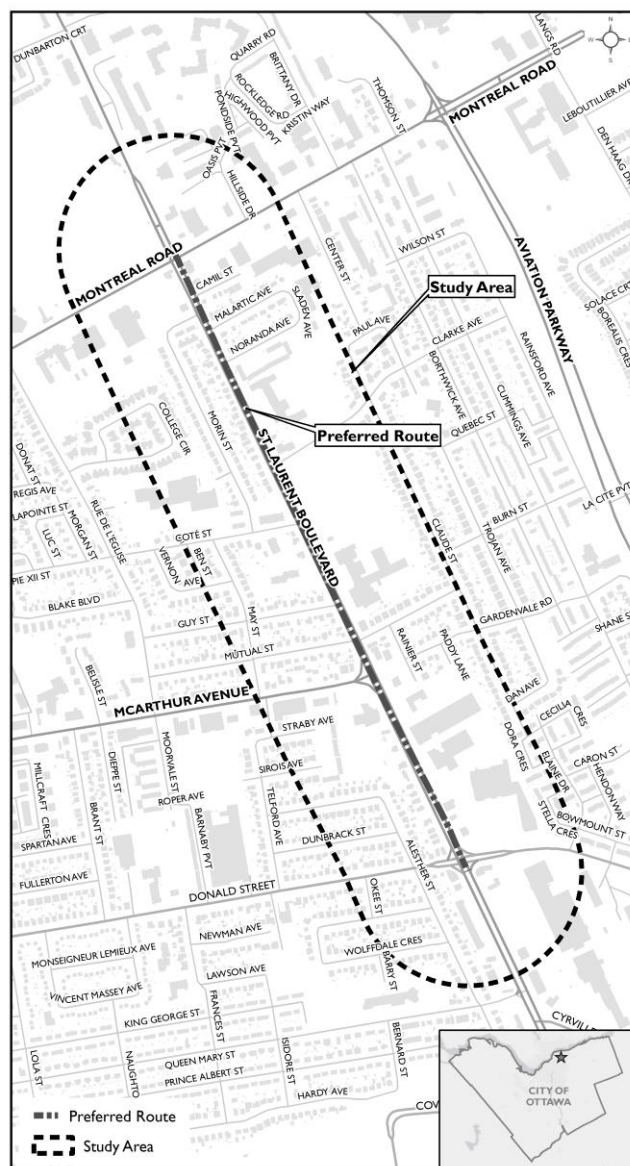 DUNBARTON CRT
QUARRY RD
BRITTANY DR
ROCKLEDGE RD
HIGHWOOD PVT
KRISTIN WAY
PONDSIDE PVT
OASIS PVT
HILLSIDE DR
THOMSON ST
LANGS RD
N
W
E
S
MONTREAL ROAD
LEBOUTILLIER AVE
DEN HAAG DR
MONTREAL ROAD
CAMIL ST
MALARTIC AVE
SLADEN AVE
NORANDA AVE
CENTER ST
WILSON ST
AVIATION PARKWAY
SOLACE CRT
BOREALIS CRES
Study Area
PAUL AVE
CLARKE AVE
RAINSFORD AVE
BORTHWICK AVE
QUEBEC ST
CUMMINGS AVE
Preferred Route
COLLEGE CIR
MORIN ST
ST LAURENT BOULEVARD
DONAT ST
REGIS AVE
LAPOINTE ST
RUE DE L'EGLISE
MORGAN ST
LUC ST
PIE XII ST
BLAKE BLVD
COTÉ ST
VERNON AVE
BEN ST
GUY ST
MAY ST
MUTUAL ST
CLAUDE ST
TROJAN AVE
BURN ST
LA CITE PVT
GARDENVALE RD
SHANE ST
RAINIER ST
PADDY LANE
DAN AVE
CECILIA CRES
DORA CRES
ELAINE DR
CARON ST
HENDON WAY
BOWMOUNT ST
STELLA CRES
BELISLE ST
MCARTHUR AVENUE
STRABY AVE
SIROIS AVE
MILLCRAFT CRES
DIEPPE ST
MOORVALE ST
ROPER AVE
BRANT ST
BARNABY PVT
TELFORD AVE
DUNBRACK ST
ALESTHER ST
SPARTAN AVE
FULLERTON AVE
DONALD STREET
OKEE ST
NEWMAN AVE
WOLFFDALE CRES
MONSEIGNEUR LEMIEUX AVE
LAWSON AVE
BARRY ST
VINCENT MASSEY AVE
KING GEORGE ST
FRANCES ST
ISIDORE ST
BERNARD ST
LOLA ST
NAUGHTO
QUEEN MARY ST
PRINCE ALBERT ST
HARDY AVE
CYRVILLE
COV
CITY OF
OTTAWA
Preferred Route
Study Area